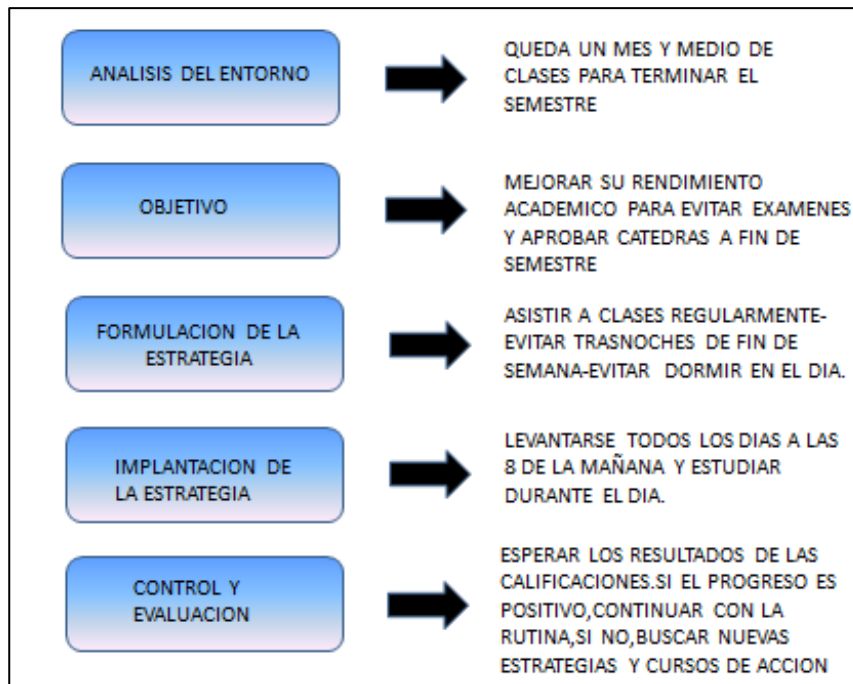 ANALISIS DEL ENTORNO
QUEDA UN MES Y MEDIO DE
CLASES PARA TERMINAR EL
SEMESTRE
OBJETIVO
MEJORAR SU RENDIMIENTO
ACADEMICO PARA EVITAR EXAMENES
Y APROBAR CATEDRAS A FIN DE
SEMESTRE
FORMULACION DE LA
ESTRATEGIA
ASISTIR A CLASES REGULARMENTE-
EVITAR TRASNOCHES DE FIN DE
SEMANA-EVITAR DORMIR EN EL DIA.
IMPLANTACION DE
LA ESTRATEGIA
LEVANTARSE TODOS LOS DIAS A LAS
8 DE LA MAÑANA Y ESTUDIAR
DURANTE EL DIA.
CONTROL Y
EVALUACION
ESPERAR LOS RESULTADOS DE LAS
CALIFICACIONES.SI EL PROGRESO ES
POSITIVO,CONTINUAR CON LA
RUTINA,SI NO,BUSCAR NUEVAS
ESTRATEGIAS Y CURSOS DE ACCION